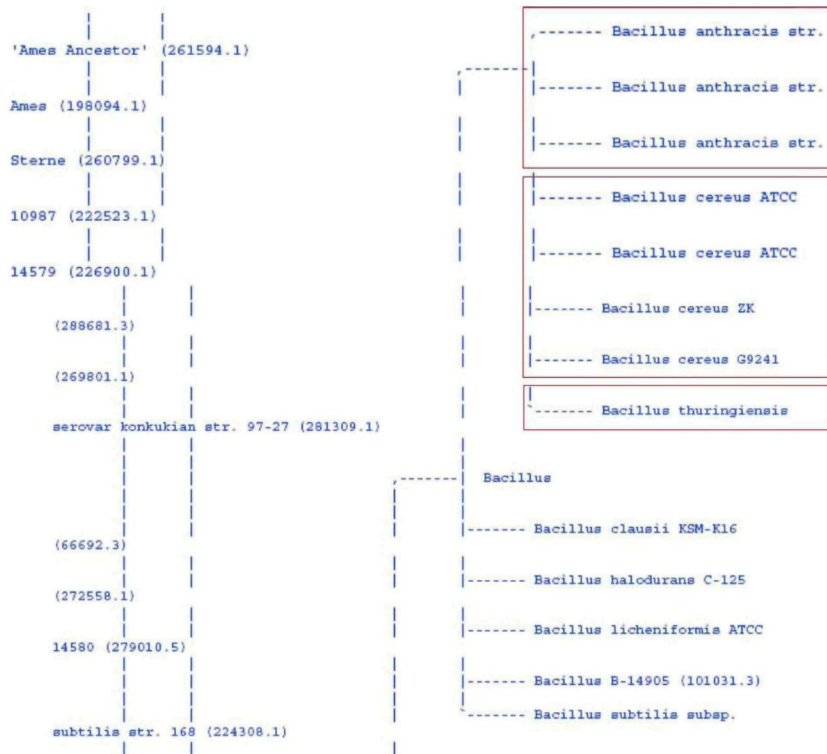 Bacillus anthracis str.
'Ames Ancestor' (261594.1)
Bacillus anthracis str.
Ames (198094.1)
Bacillus anthracis str.
Sterne (260799.1)
Bacillus cereus ATCC
10987 (222523.1)
Bacillus cereus ATCC
14579 (226900.1)
Bacillus cereus ZK
(288681.3)
Bacillus cereus G9241
(269801.1)
Bacillus thuringiensis
serovar konkukian str. 97-27 (281309.1)
Bacillus
Bacillus clausii KSM-K16
(66692.3)
Bacillus halodurans C-125
(272558.1)
Bacillus licheniformis ATCC
14580 (279010.5)
Bacillus B-14905 (101031.3)
Bacillus subtilis subsp.
subtilis str. 168 (224308.1)